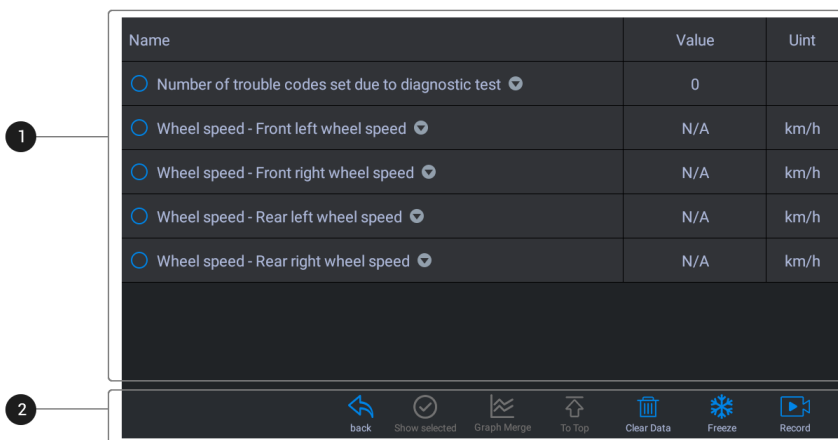 Name Value Uint
Number of trouble codes set due to diagnostic test 0
1
Wheel speed - Front left wheel speed N/A km/h
Wheel speed - Front right wheel speed N/A km/h
Wheel speed - Rear left wheel speed N/A km/h
Wheel speed - Rear right wheel speed N/A km/h
2
back Show selected Graph Merge To Top Clear Data Freeze Record